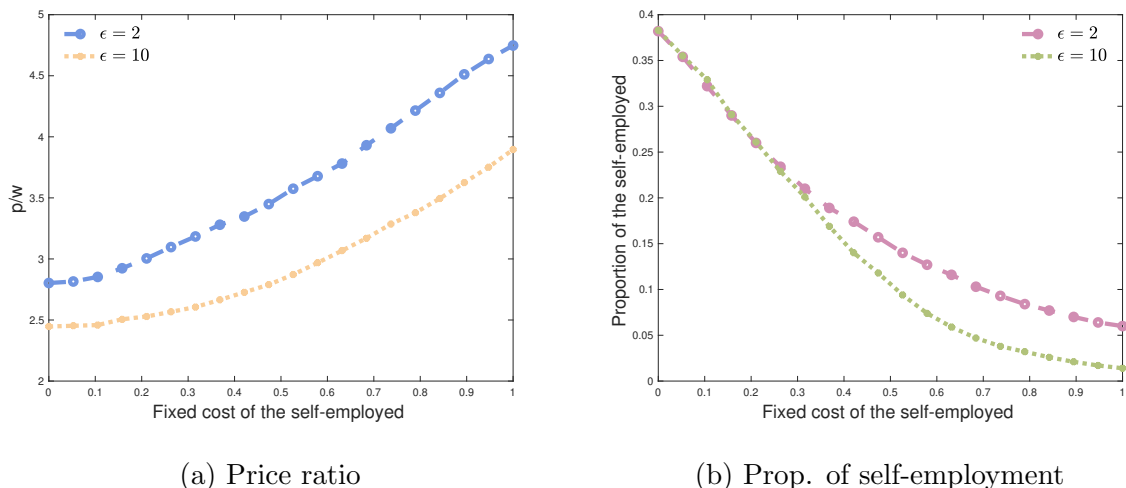 5
4.5
4
3.5
3
2.5
2
p/w
ϵ = 2
ϵ = 10
0 0.1 0.2 0.3 0.4 0.5 0.6 0.7 0.8 0.9 1
Fixed cost of the self-employed
(a) Price ratio
0.4
0.35
0.3
0.25
0.2
0.15
0.1
0.05
0
Proportion of the self-employed
ϵ = 2
ϵ = 10
0 0.1 0.2 0.3 0.4 0.5 0.6 0.7 0.8 0.9 1
Fixed cost of the self-employed
(b) Prop. of self-employment